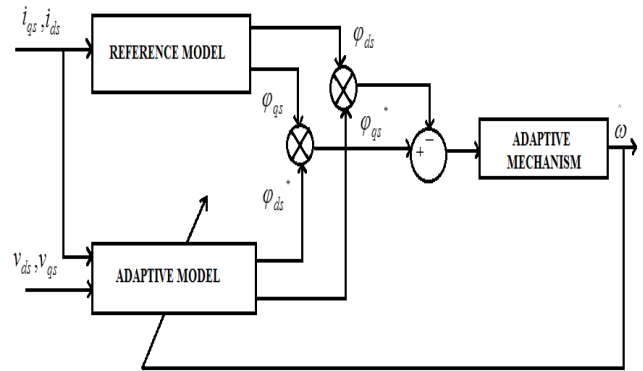 i_qs, i_ds
REFERENCE MODEL
φ_ds
φ_qs
φ_qs*
+
−
ADAPTIVE
MECHANISM
ω̂
φ_ds*
v_ds, v_qs
ADAPTIVE MODEL